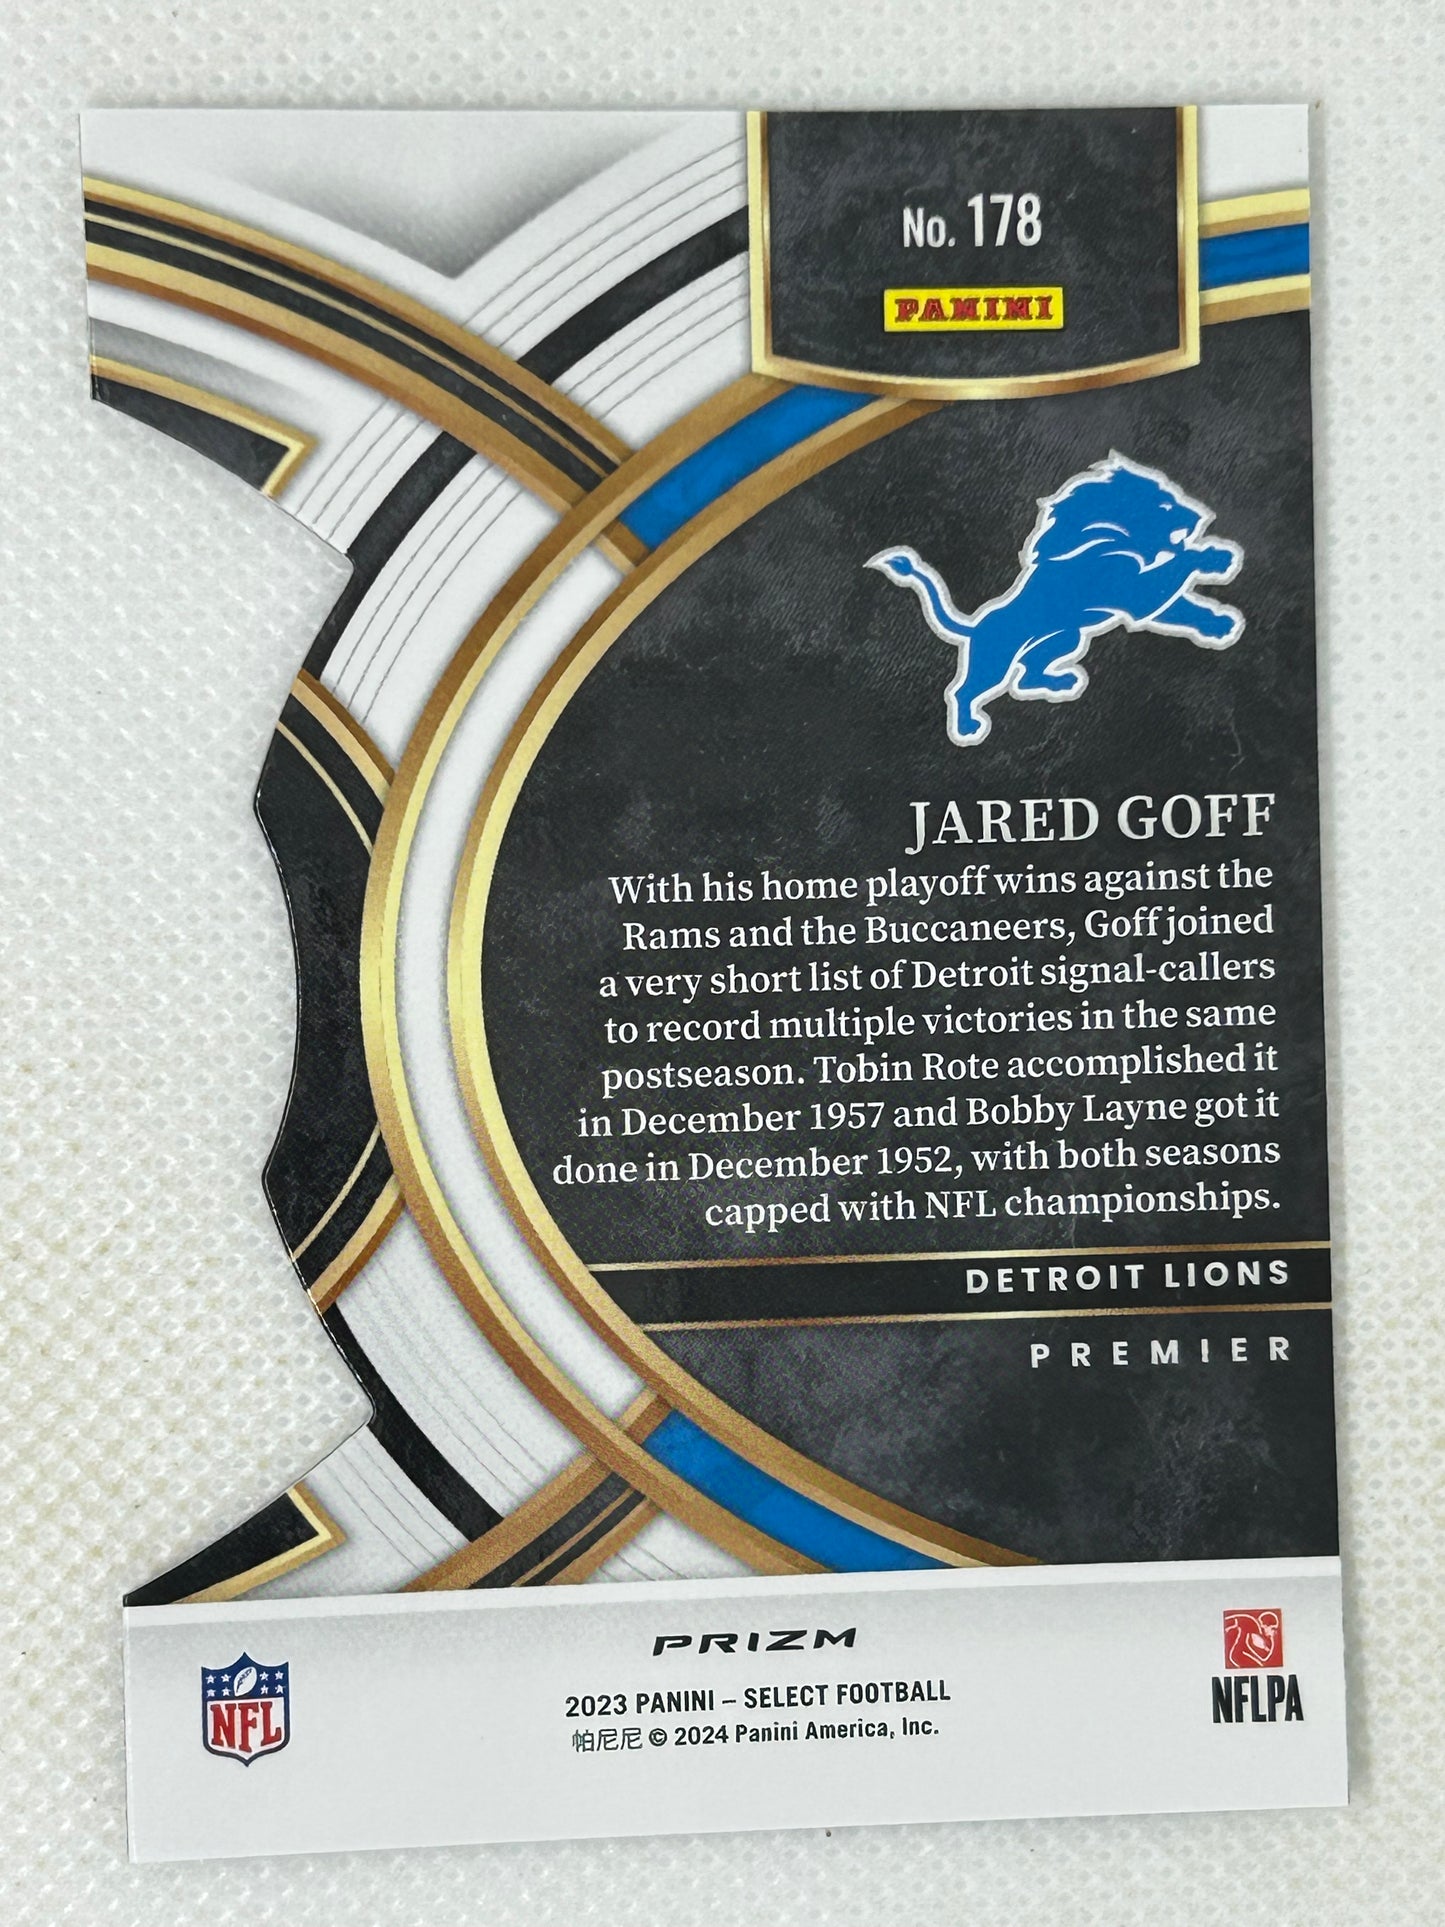 No. 178
PANINI
JARED GOFF
With his home playoff wins against the
Rams and the Buccaneers, Goff joined
a very short list of Detroit signal-callers
to record multiple victories in the same
postseason. Tobin Rote accomplished it
in December 1957 and Bobby Layne got it
done in December 1952, with both seasons
capped with NFL championships.
DETROIT LIONS
PREMIER
PRIZM
2023 PANINI – SELECT FOOTBALL
帕尼尼 © 2024 Panini America, Inc.
NFL
NFLPA